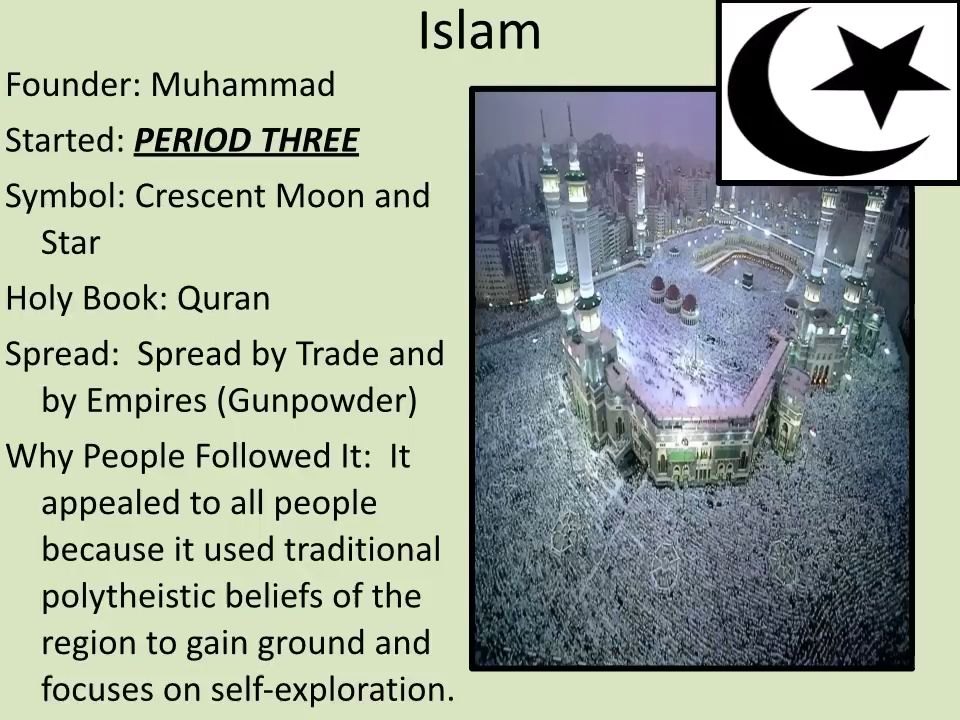 Islam
Founder: Muhammad
Started: PERIOD THREE
Symbol: Crescent Moon and
Star
Holy Book: Quran
Spread:  Spread by Trade and
by Empires (Gunpowder)
Why People Followed It:  It
appealed to all people
because it used traditional
polytheistic beliefs of the
region to gain ground and
focuses on self-exploration.